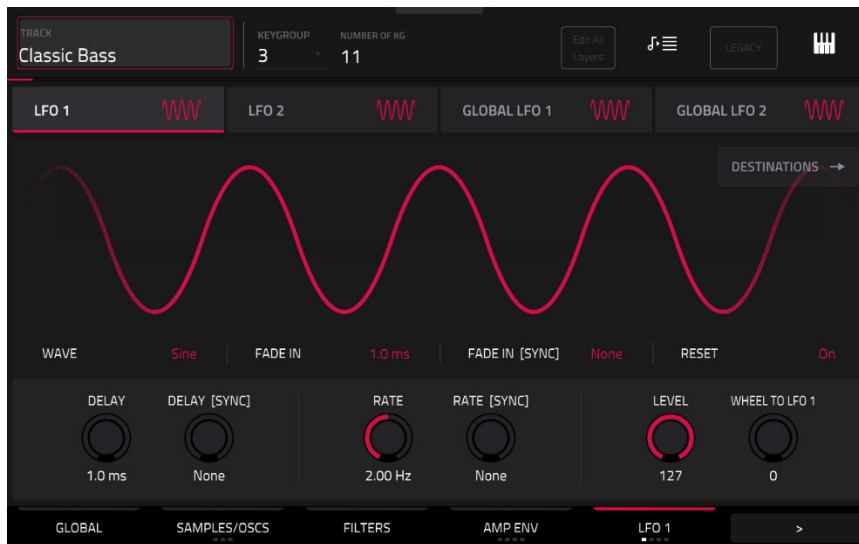 TRACK
Classic Bass
KEYGROUP
3
NUMBER OF KG
11
Edit All
Layers
LEGACY
LFO 1
LFO 2
GLOBAL LFO 1
GLOBAL LFO 2
DESTINATIONS →
WAVE Sine
FADE IN 1.0 ms
FADE IN [SYNC] None
RESET On
DELAY
1.0 ms
DELAY [SYNC]
None
RATE
2.00 Hz
RATE [SYNC]
None
LEVEL
127
WHEEL TO LFO 1
0
GLOBAL
SAMPLES/OSCS
FILTERS
AMP ENV
LFO 1
>